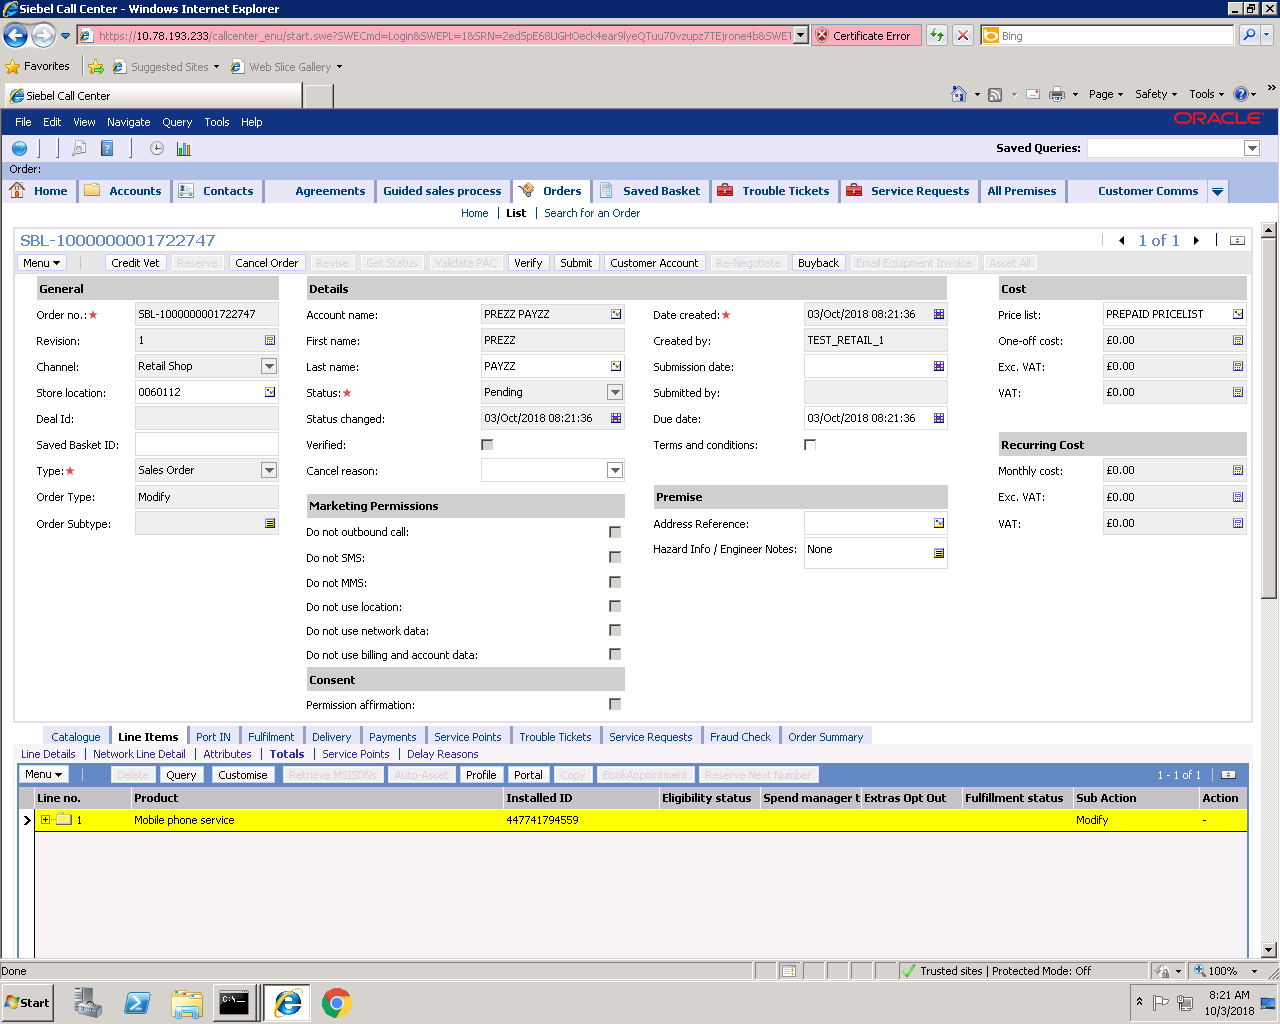 Siebel Call Center - Windows Internet Explorer
https://10.78.193.233/callcenter_enu/start.swe?SWECmd=Login&SWEPL=1&SRN=
Certificate Error
Bing
Favorites
Suggested Sites
Web Slice Gallery
Siebel Call Center
Page
Safety
Tools
File Edit View Navigate Query Tools Help
ORACLE
Saved Queries:
Order:
Home Accounts Contacts Agreements Guided sales process Orders Saved Basket Trouble Tickets Service Requests All Premises Customer Comms
Home | List | Search for an Order
SBL-1000000001722747
1 of 1
Menu Credit Vet Reserve Cancel Order Revise Get Status Validate PAC Verify Submit Customer Account Re-Negotiate Buyback Email Equipment Invoice Asset All
General Details Cost
Order no.:★ SBL-1000000001722747 Account name: PREZZ PAYZZ Date created:★ 03/Oct/2018 08:21:36 Price list: PREPAID PRICELIST
Revision: 1 First name: PREZZ Created by: TEST_RETAIL_1 One-off cost: £0.00
Channel: Retail Shop Last name: PAYZZ Submission date: Exc. VAT: £0.00
Store location: 0060112 Status:★ Pending Submitted by: VAT: £0.00
Deal Id: Status changed: 03/Oct/2018 08:21:36 Due date: 03/Oct/2018 08:21:36
Saved Basket ID: Verified: Terms and conditions: Recurring Cost
Type:★ Sales Order Cancel reason: Monthly cost: £0.00
Order Type: Modify Marketing Permissions Premise Exc. VAT: £0.00
Order Subtype: Do not outbound call: Address Reference: VAT: £0.00
Do not SMS: Hazard Info / Engineer Notes: None
Do not MMS:
Do not use location:
Do not use network data:
Do not use billing and account data:
Consent
Permission affirmation:
Catalogue Line Items Port IN Fulfilment Delivery Payments Service Points Trouble Tickets Service Requests Fraud Check Order Summary
Line Details | Network Line Detail | Attributes | Totals | Service Points | Delay Reasons
Menu Delete Query Customise Retrieve MSISDNs Auto-Asset Profile Portal Copy BookAppointment Reserve Next Number 1 - 1 of 1
Line no. Product Installed ID Eligibility status Spend manager t Extras Opt Out Fulfillment status Sub Action Action
1 Mobile phone service 447741794559 Modify -
Done
Trusted sites | Protected Mode: Off
100%
Start
8:21 AM
10/3/2018